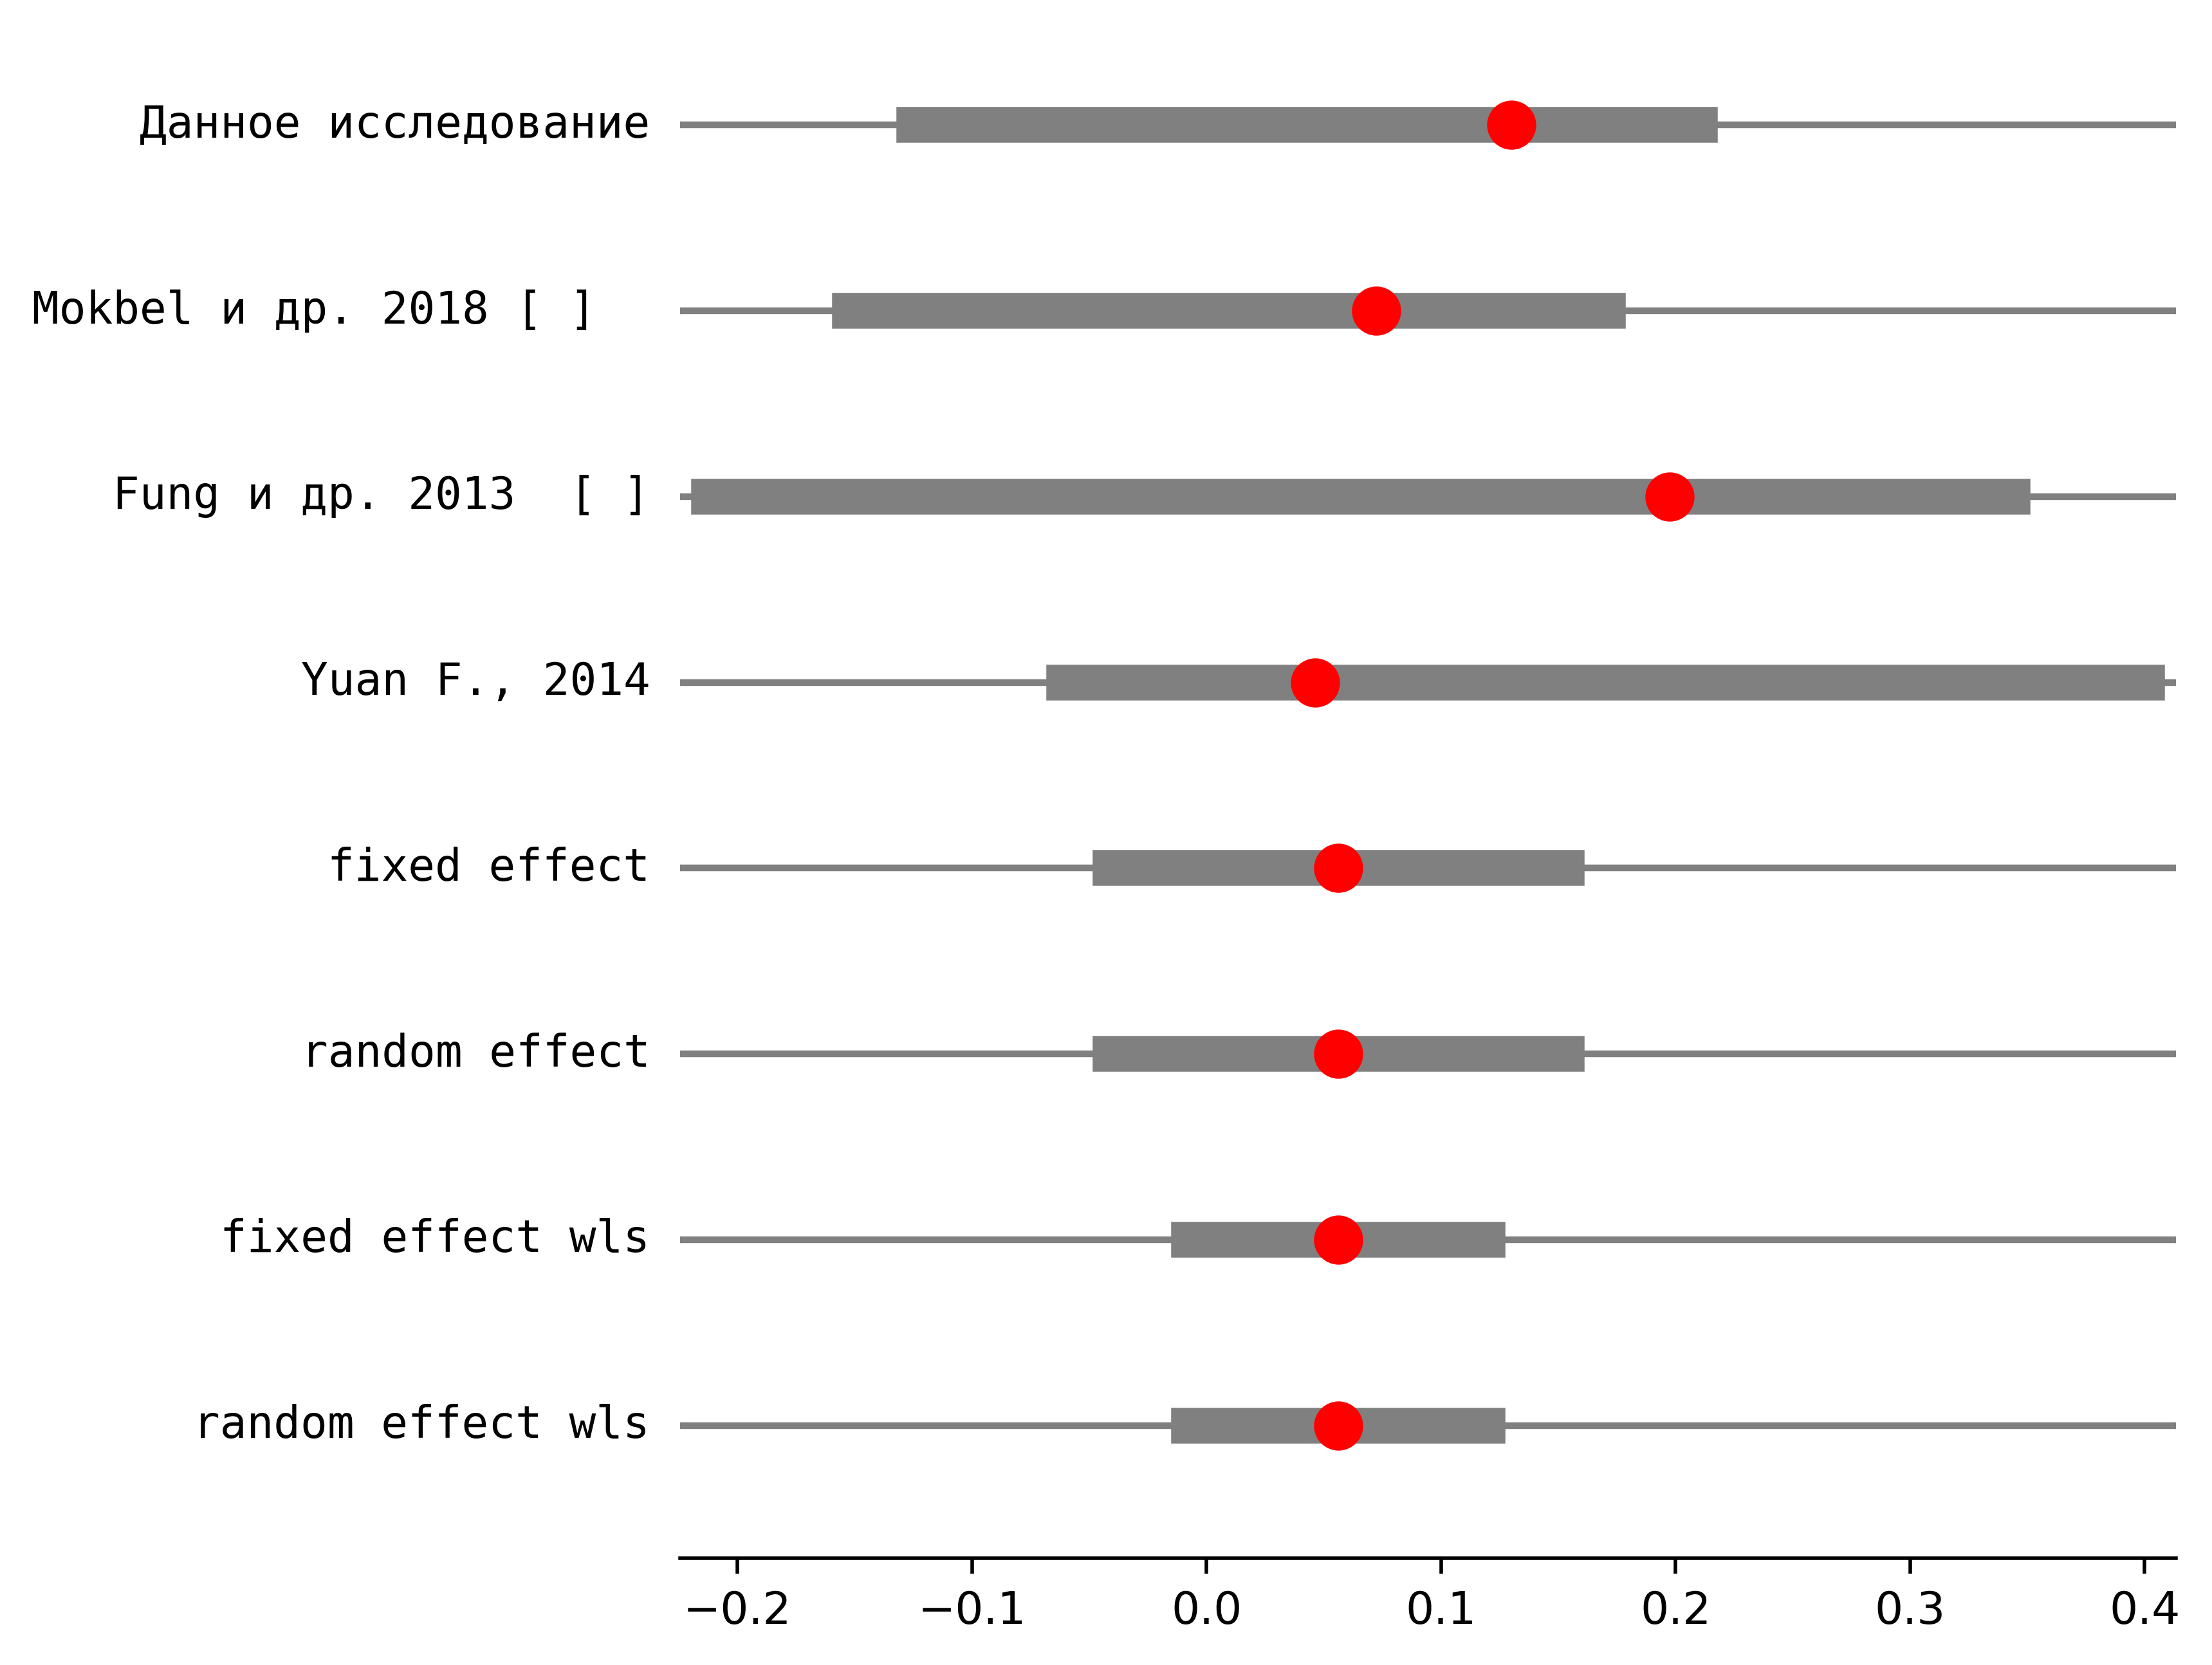 Данное исследование
Mokbel и др. 2018 [ ]
Fung и др. 2013  [ ]
Yuan F., 2014
fixed effect
random effect
fixed effect wls
random effect wls
−0.2 −0.1 0.0 0.1 0.2 0.3 0.4